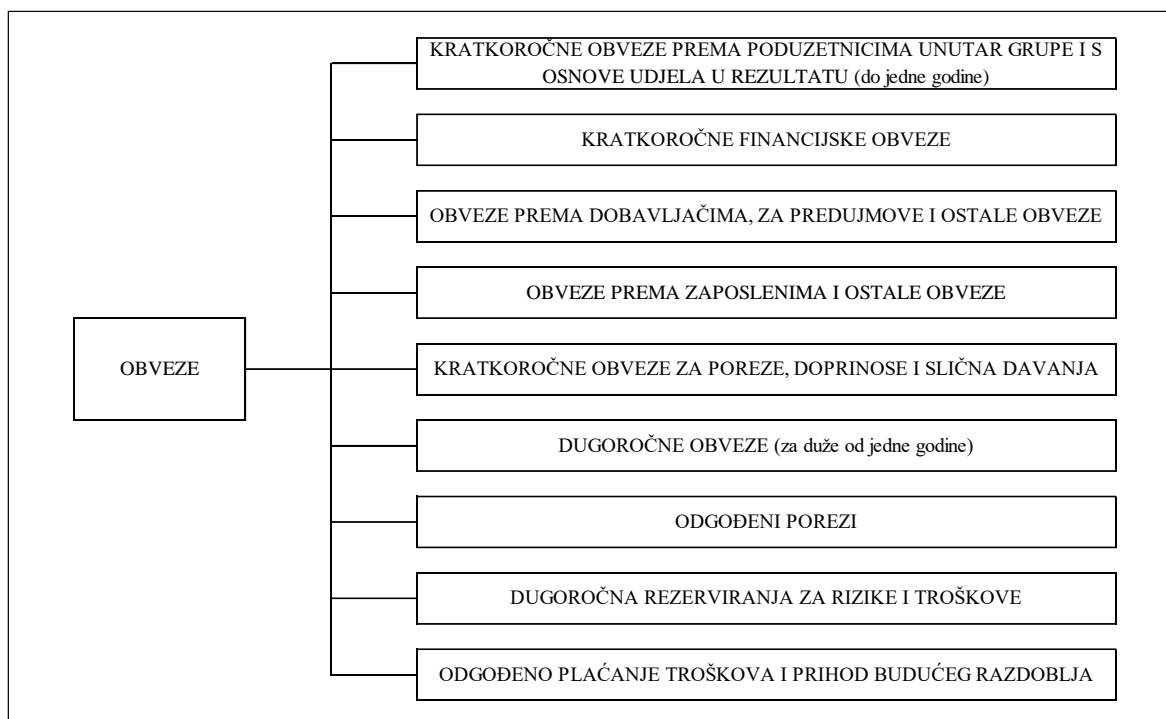 KRATKOROČNE OBVEZE PREMA PODUZETNICIMA UNUTAR GRUPE I S
OSNOVE UDJELA U REZULTATU (do jedne godine)
KRATKOROČNE FINANCIJSKE OBVEZE
OBVEZE PREMA DOBAVLJAČIMA, ZA PREDUJMOVE I OSTALE OBVEZE
OBVEZE PREMA ZAPOSLENIMA I OSTALE OBVEZE
OBVEZE
KRATKOROČNE OBVEZE ZA POREZE, DOPRINOSE I SLIČNA DAVANJA
DUGOROČNE OBVEZE (za duže od jedne godine)
ODGOĐENI POREZI
DUGOROČNA REZERVIRANJA ZA RIZIKE I TROŠKOVE
ODGOĐENO PLAĆANJE TROŠKOVA I PRIHOD BUDUĆEG RAZDOBLJA